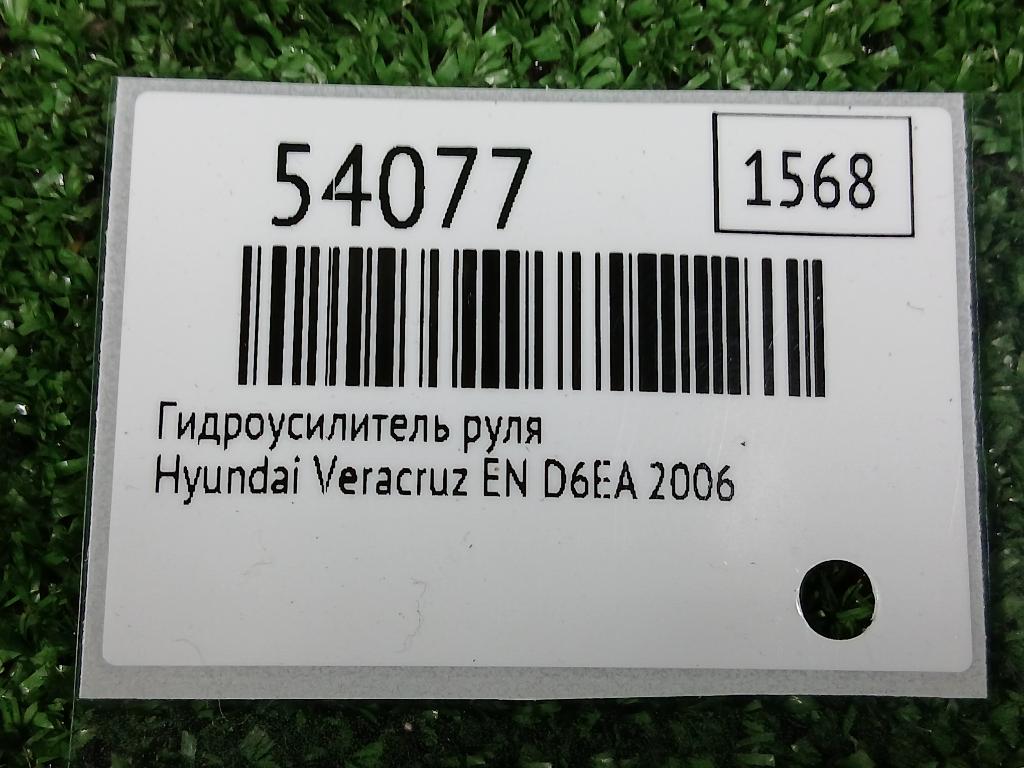 54077
1568
Гидроусилитель руля
Hyundai Veracruz EN D6EA 2006